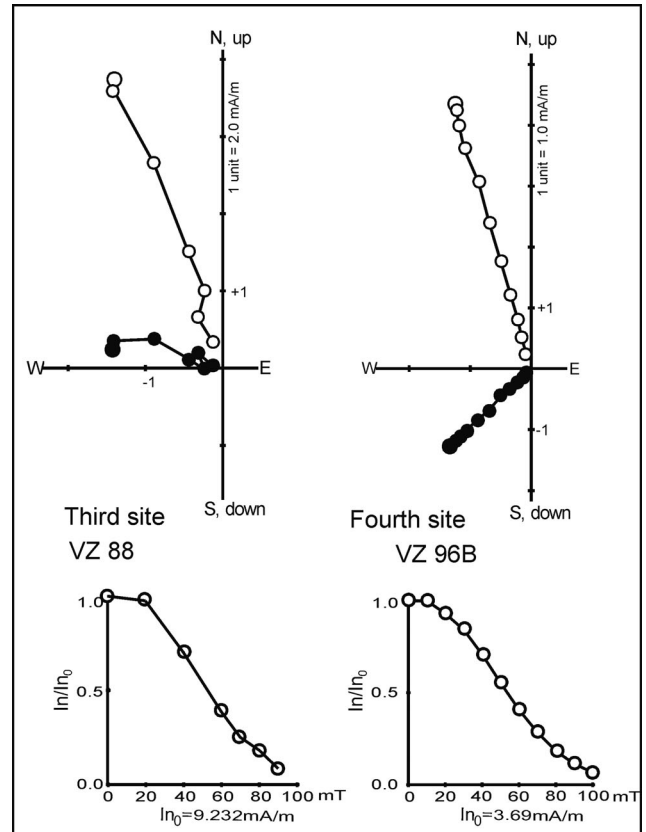 N, up
1 unit = 2.0 mA/m
+1
W
-1
E
S, down
Third site
VZ 88
In/In0
1.0
0.5
0.0
0
20
40
60
80
100
mT
In0=9.232mA/m
N, up
1 unit = 1.0 mA/m
+1
W
E
-1
S, down
Fourth site
VZ 96B
In/In0
1.0
0.5
0.0
0
20
40
60
80
100
mT
In0=3.69mA/m